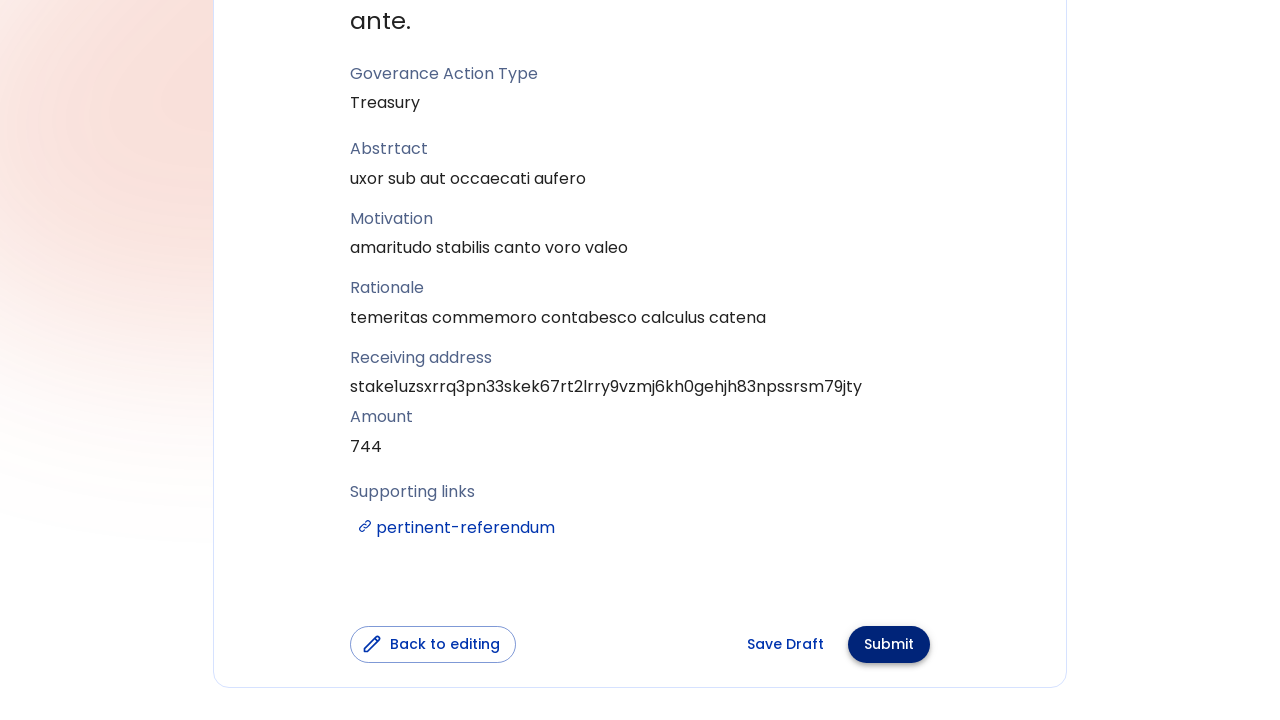 ante.
Goverance Action Type
Treasury
Abstrtact
uxor sub aut occaecati aufero
Motivation
amaritudo stabilis canto voro valeo
Rationale
temeritas commemoro contabesco calculus catena
Receiving address
stake1uzsxrrq3pn33skek67rt2lrry9vzmj6kh0gehjh83npssrsm79jty
Amount
744
Supporting links
pertinent-referendum
Back to editing
Save Draft
Submit